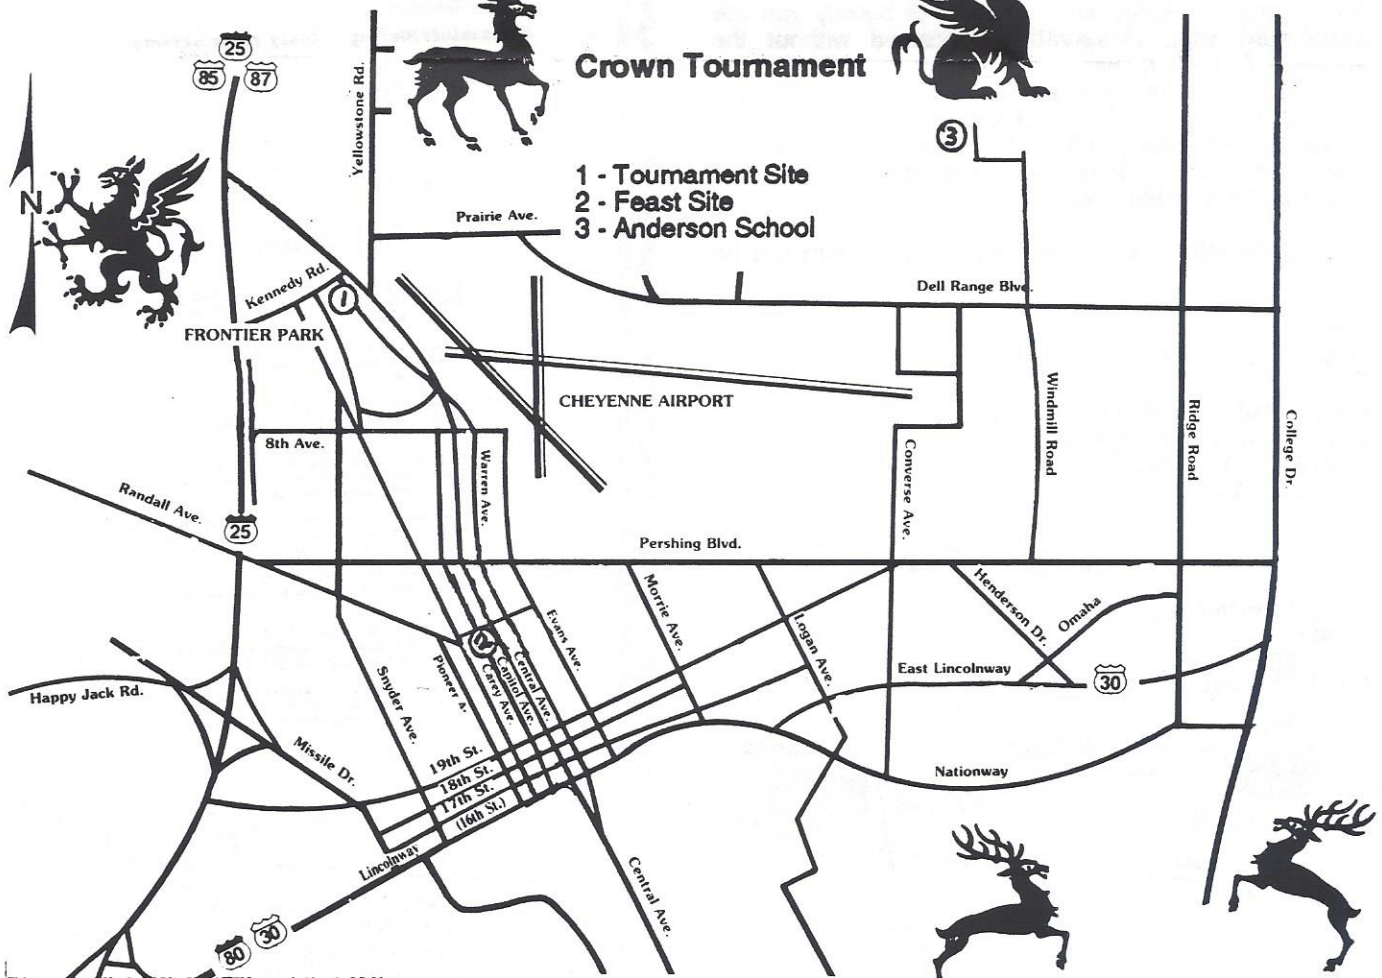 25
85
87
Yellowstone Rd.
Crown Tournament
3
N
1 - Tournament Site
2 - Feast Site
3 - Anderson School
Prairie Ave.
Kennedy Rd.
1
Dell Range Blvd.
FRONTIER PARK
CHEYENNE AIRPORT
8th Ave.
Warren Ave.
Converse Ave.
Windmill Road
Ridge Road
College Dr.
Randall Ave.
25
Pershing Blvd.
Morrie Ave.
Logan Ave.
Henderson Dr.
Omaha
Evans Ave.
Central Ave.
Capitol Ave.
Carey Ave.
Pioneer
Snyder Ave.
East Lincolnway
30
Happy Jack Rd.
Missile Dr.
19th St.
18th St.
17th St.
(16th St.)
Nationway
Lincolnway
Central Ave.
80
30